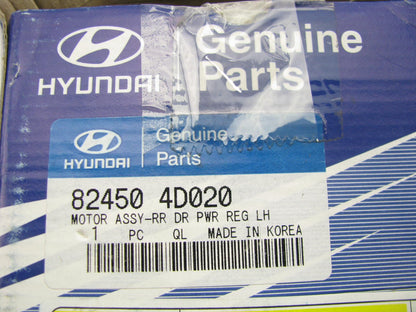 HYUNDAI
Genuine
Parts
HYUNDAI
Genuine
Parts
82450 4D020
MOTOR ASSY-RR DR PWR REG LH
1 PC QL MADE IN KOREA